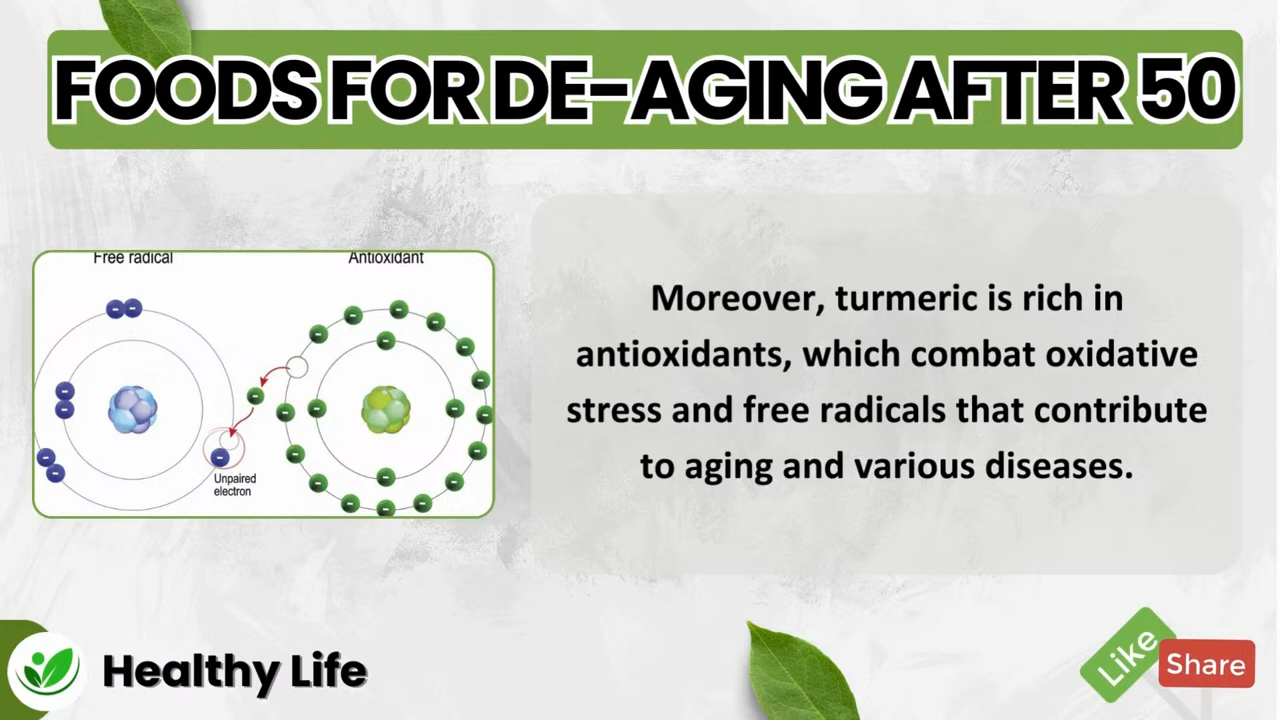 FOODS FOR DE-AGING AFTER 50
Free radical
Antioxidant
Unpaired
electron
Moreover, turmeric is rich in
antioxidants, which combat oxidative
stress and free radicals that contribute
to aging and various diseases.
Healthy Life
Like
Share